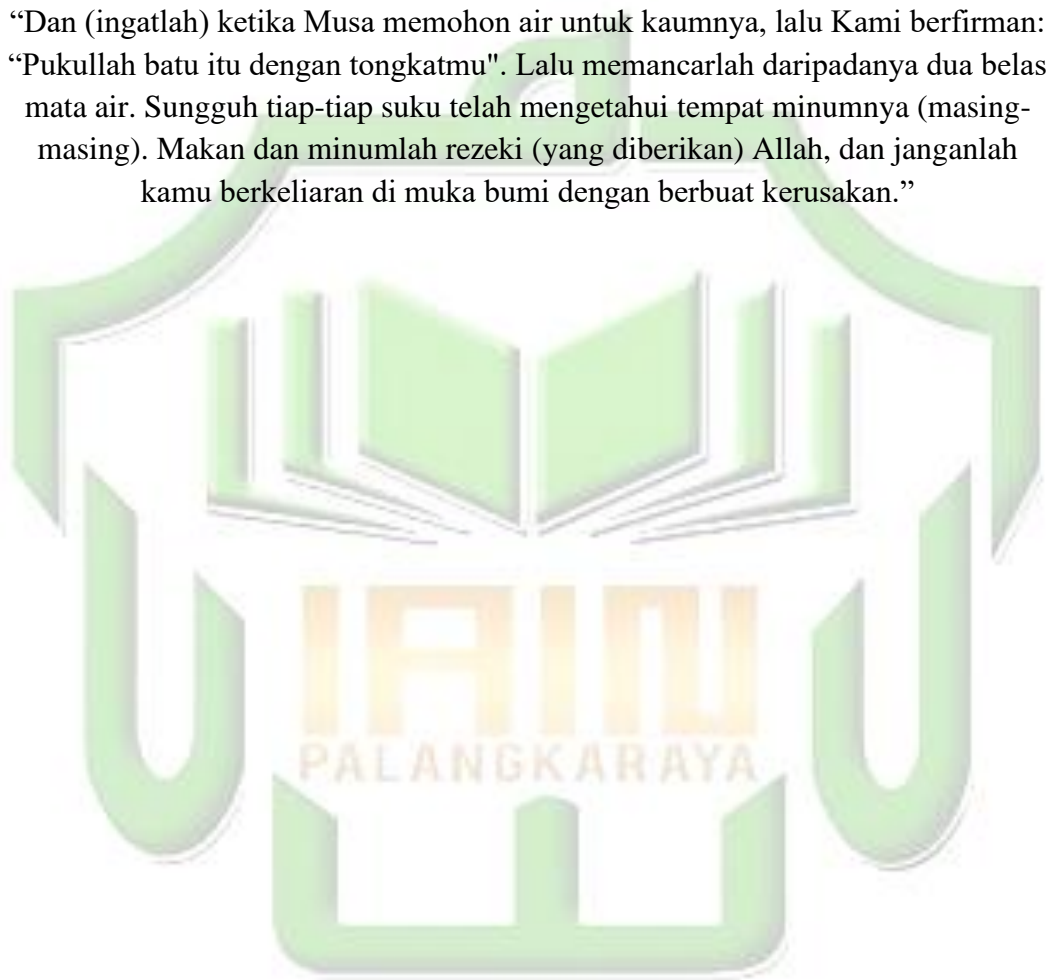 “Dan (ingatlah) ketika Musa memohon air untuk kaumnya, lalu Kami berfirman:
“Pukullah batu itu dengan tongkatmu". Lalu memancarlah daripadanya dua belas
mata air. Sungguh tiap-tiap suku telah mengetahui tempat minumnya (masing-
masing). Makan dan minumlah rezeki (yang diberikan) Allah, dan janganlah
kamu berkeliaran di muka bumi dengan berbuat kerusakan.”
IAIN
PALANGKARAYA